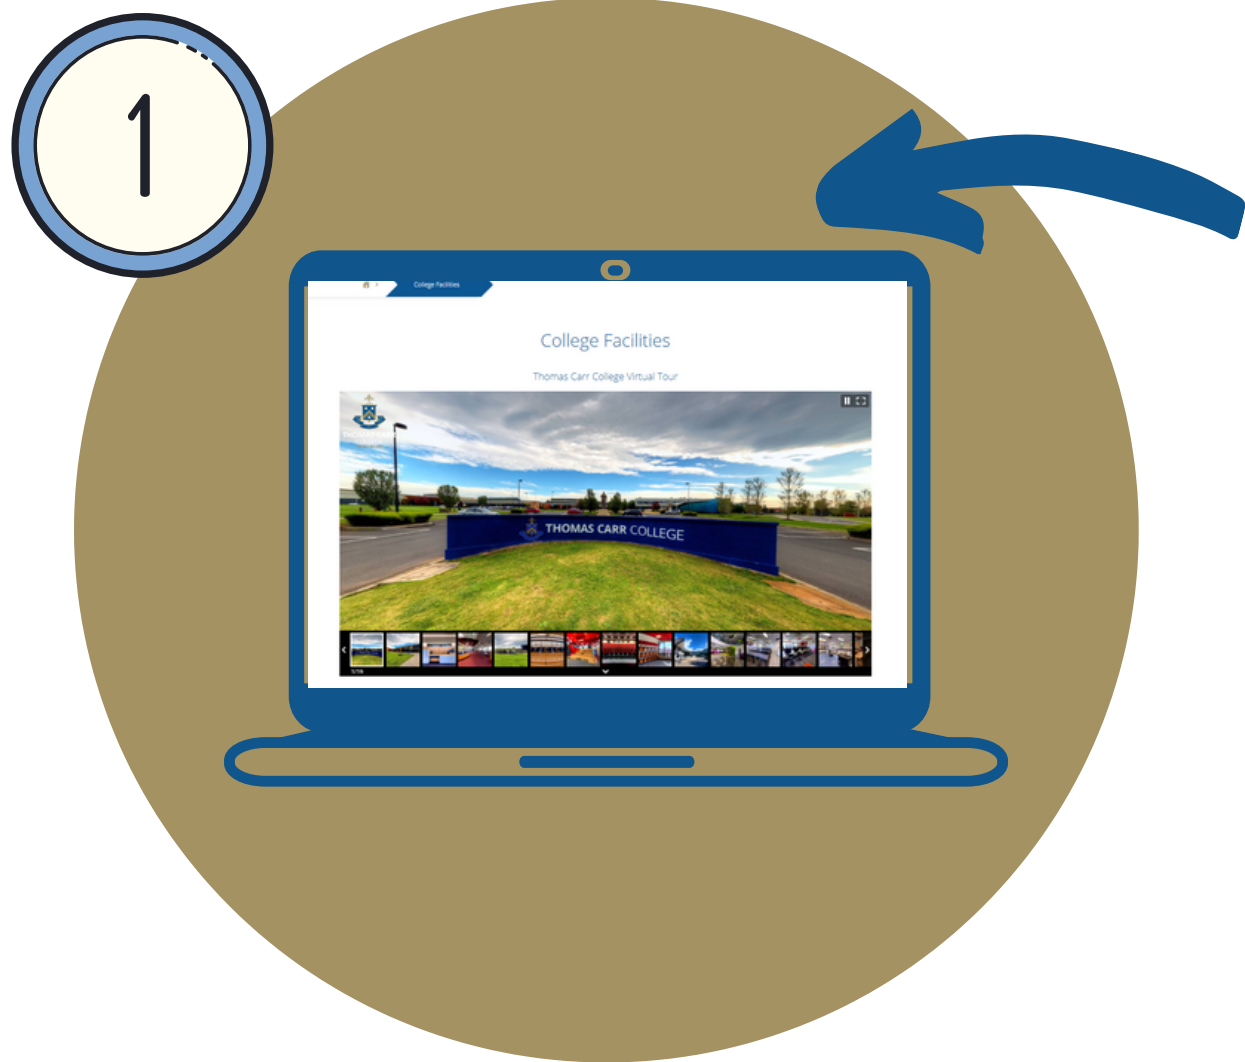 1
College Facilities
College Facilities
Thomas Carr College Virtual Tour
THOMAS CARR COLLEGE